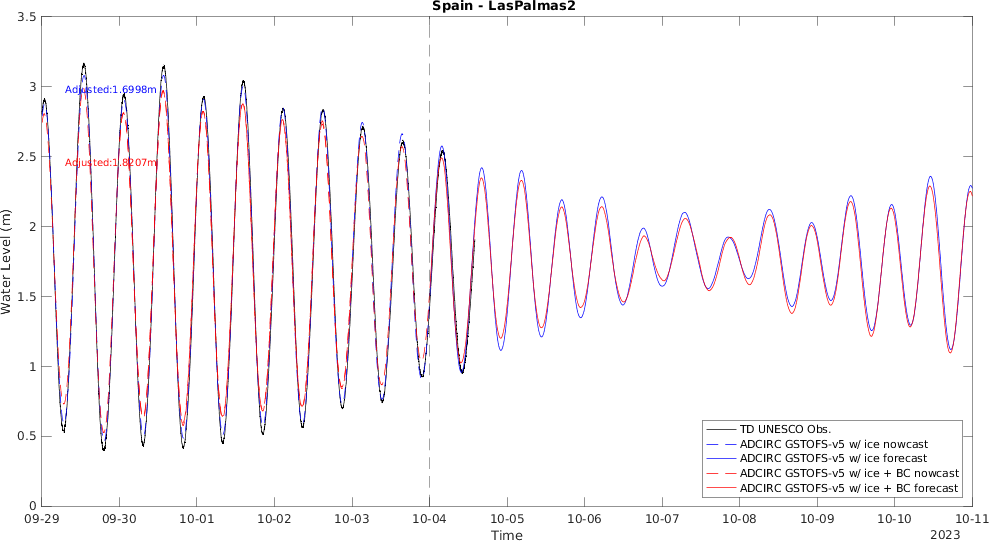 Spain - LasPalmas2
3.5
3
2.5
2
1.5
1
0.5
0
Water Level (m)
Adjusted:1.6998m
Adjusted:1.8207m
TD UNESCO Obs.
ADCIRC GSTOFS-v5 w/ ice nowcast
ADCIRC GSTOFS-v5 w/ ice forecast
ADCIRC GSTOFS-v5 w/ ice + BC nowcast
ADCIRC GSTOFS-v5 w/ ice + BC forecast
09-29 09-30 10-01 10-02 10-03 10-04 10-05 10-06 10-07 10-08 10-09 10-10 10-11
Time
2023